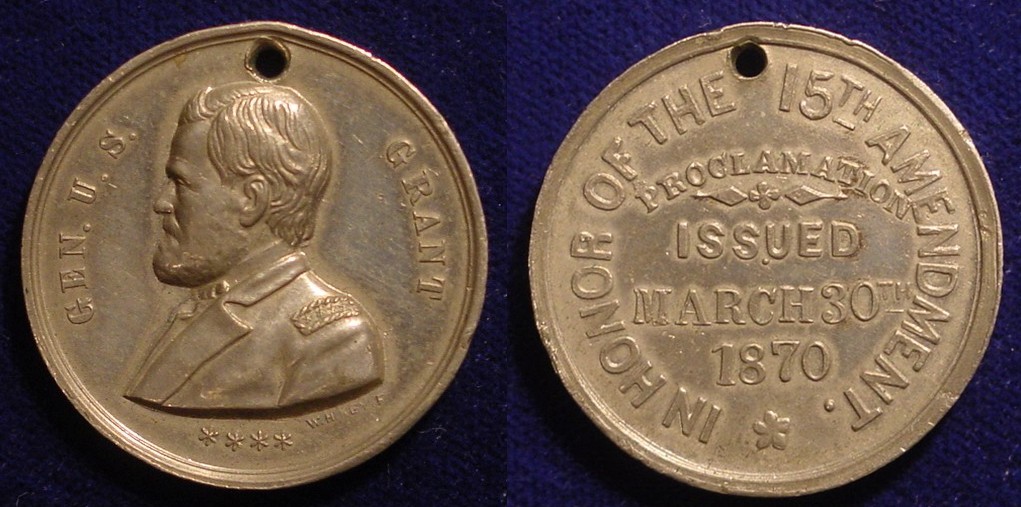 GEN. U. S. GRANT
****
IN HONOR OF THE 15TH AMENDMENT.
PROCLAMATION
ISSUED
MARCH 30TH
1870